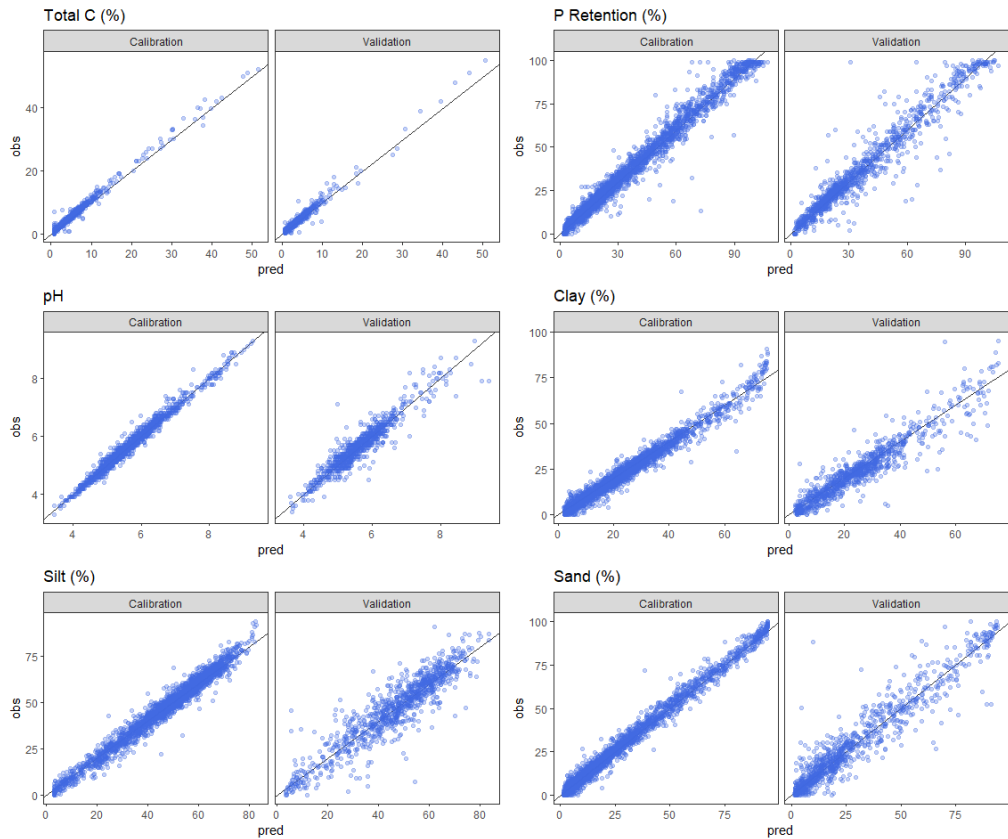 Total C (%)
Calibration
Validation
obs
0
20
40
0 10 20 30 40 50
0 10 20 30 40 50
pred
P Retention (%)
Calibration
Validation
obs
100
75
50
25
0
0 30 60 90
0 30 60 90
pred
pH
Calibration
Validation
obs
8
6
4
4 6 8
4 6 8
pred
Clay (%)
Calibration
Validation
obs
100
75
50
25
0
0 20 40 60
0 20 40 60
pred
Silt (%)
Calibration
Validation
obs
75
50
25
0
0 20 40 60 80
0 20 40 60 80
pred
Sand (%)
Calibration
Validation
obs
100
75
50
25
0
0 25 50 75
0 25 50 75
pred